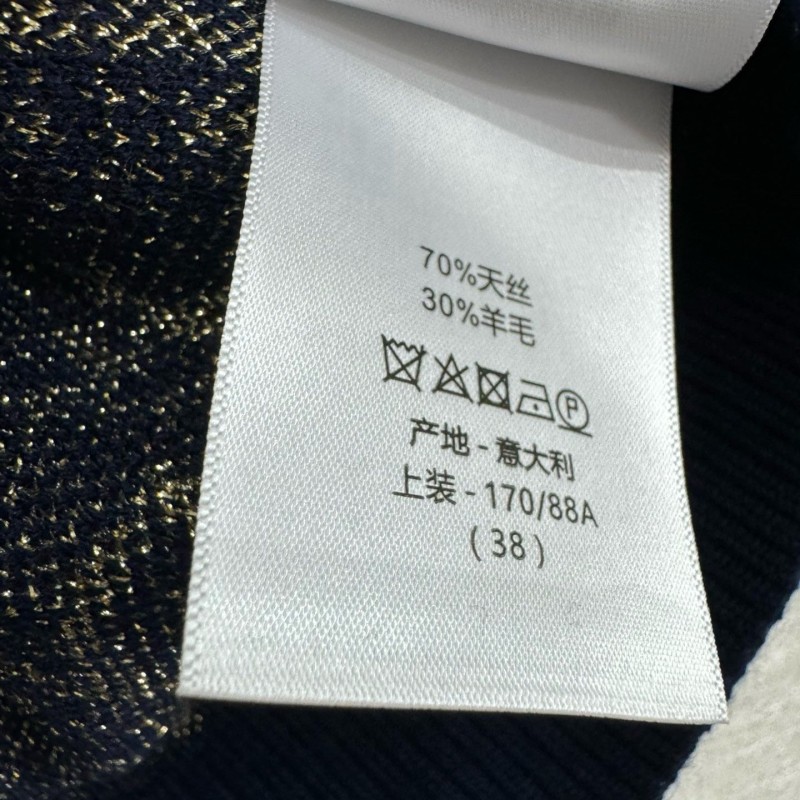 70%天丝
30%羊毛
P
产地-意大利
上装-170/88A
(38)